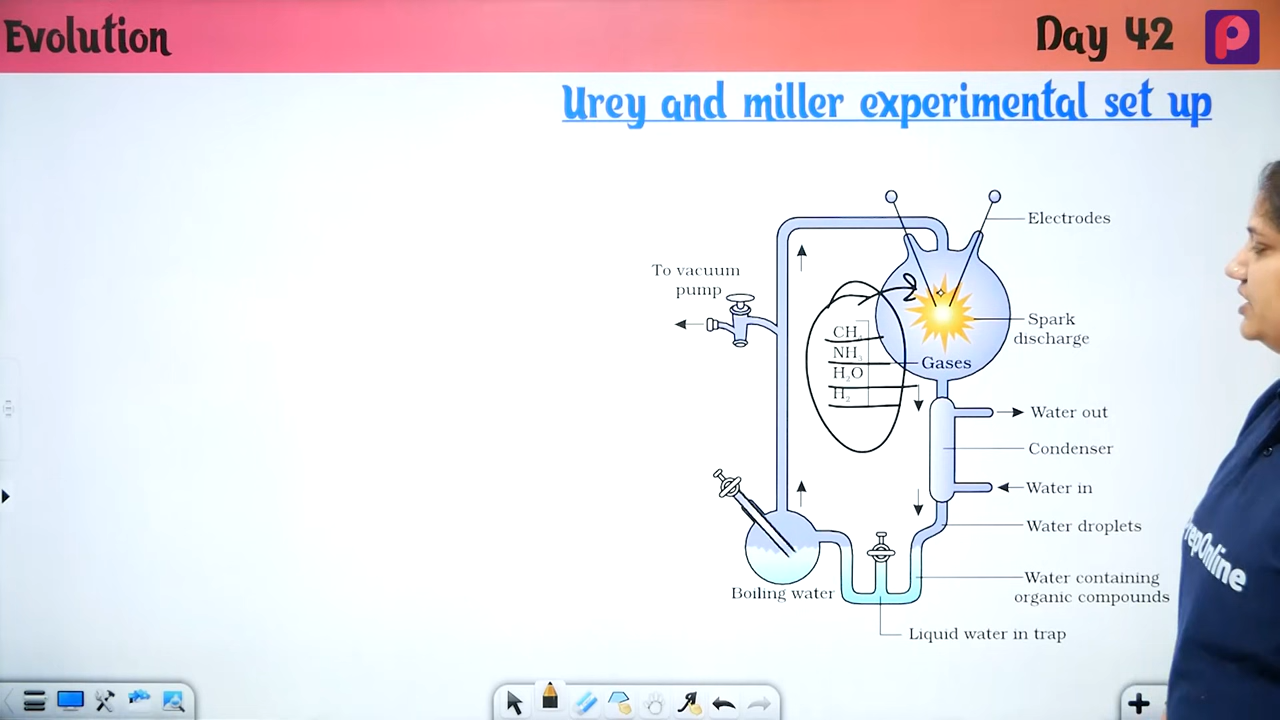 Evolution
Day 42
Urey and miller experimental set up
Electrodes
To vacuum
pump
Spark
discharge
CH₄
NH₃
H₂O
H₂
Gases
Water out
Condenser
Water in
Water droplets
Water containing
organic compounds
Boiling water
Liquid water in trap
PrepOnline